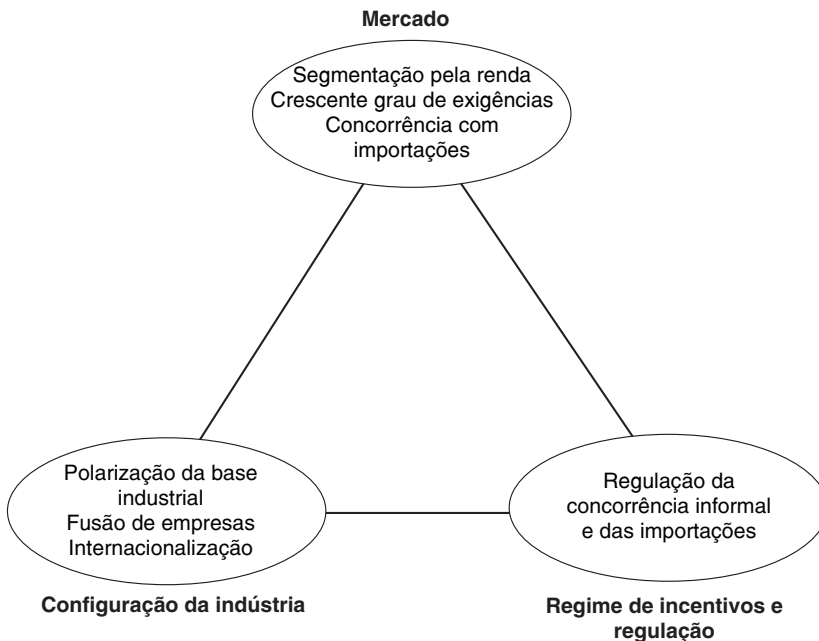 Mercado
Segmentação pela renda
Crescente grau de exigências
Concorrência com
importações
Polarização da base
industrial
Fusão de empresas
Internacionalização
Configuração da indústria
Regulação da
concorrência informal
e das importações
Regime de incentivos e
regulação